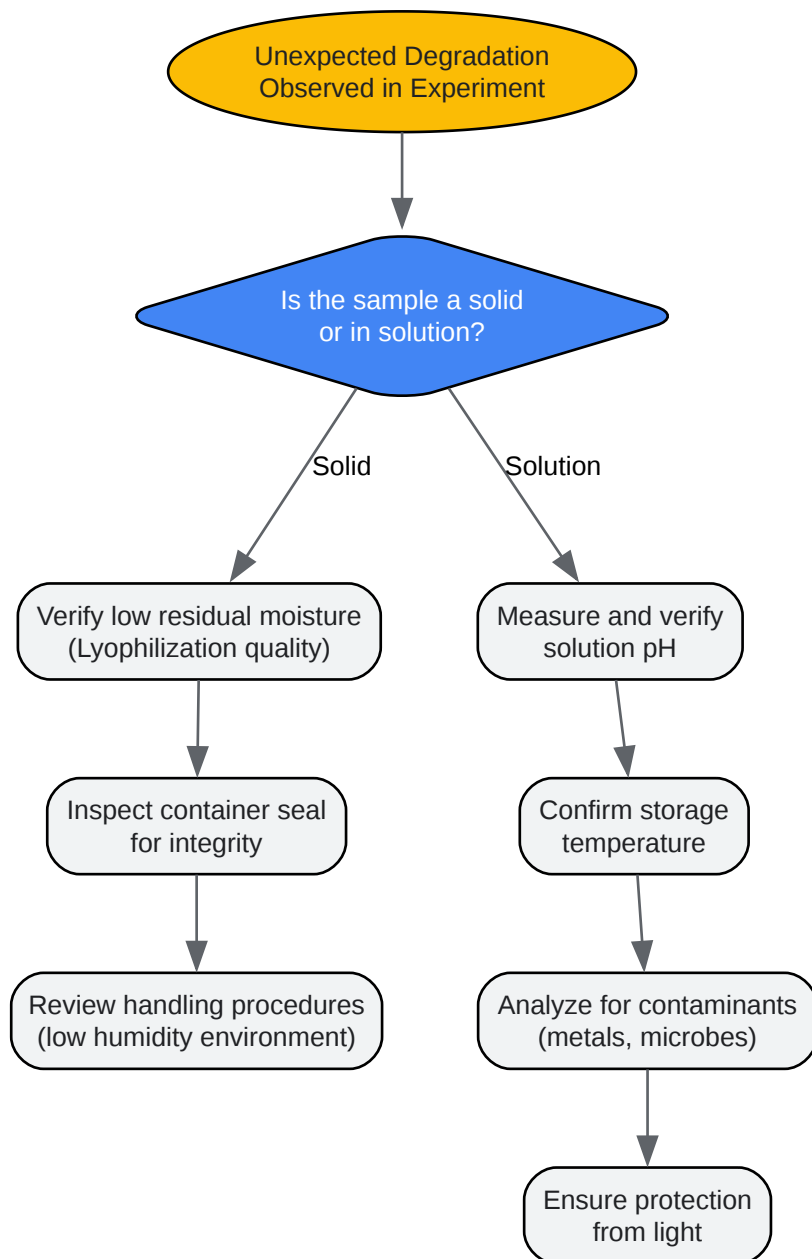 Unexpected Degradation
Observed in Experiment
Is the sample a solid
or in solution?
Solid
Solution
Verify low residual moisture
(Lyophilization quality)
Measure and verify
solution pH
Inspect container seal
for integrity
Confirm storage
temperature
Review handling procedures
(low humidity environment)
Analyze for contaminants
(metals, microbes)
Ensure protection
from light